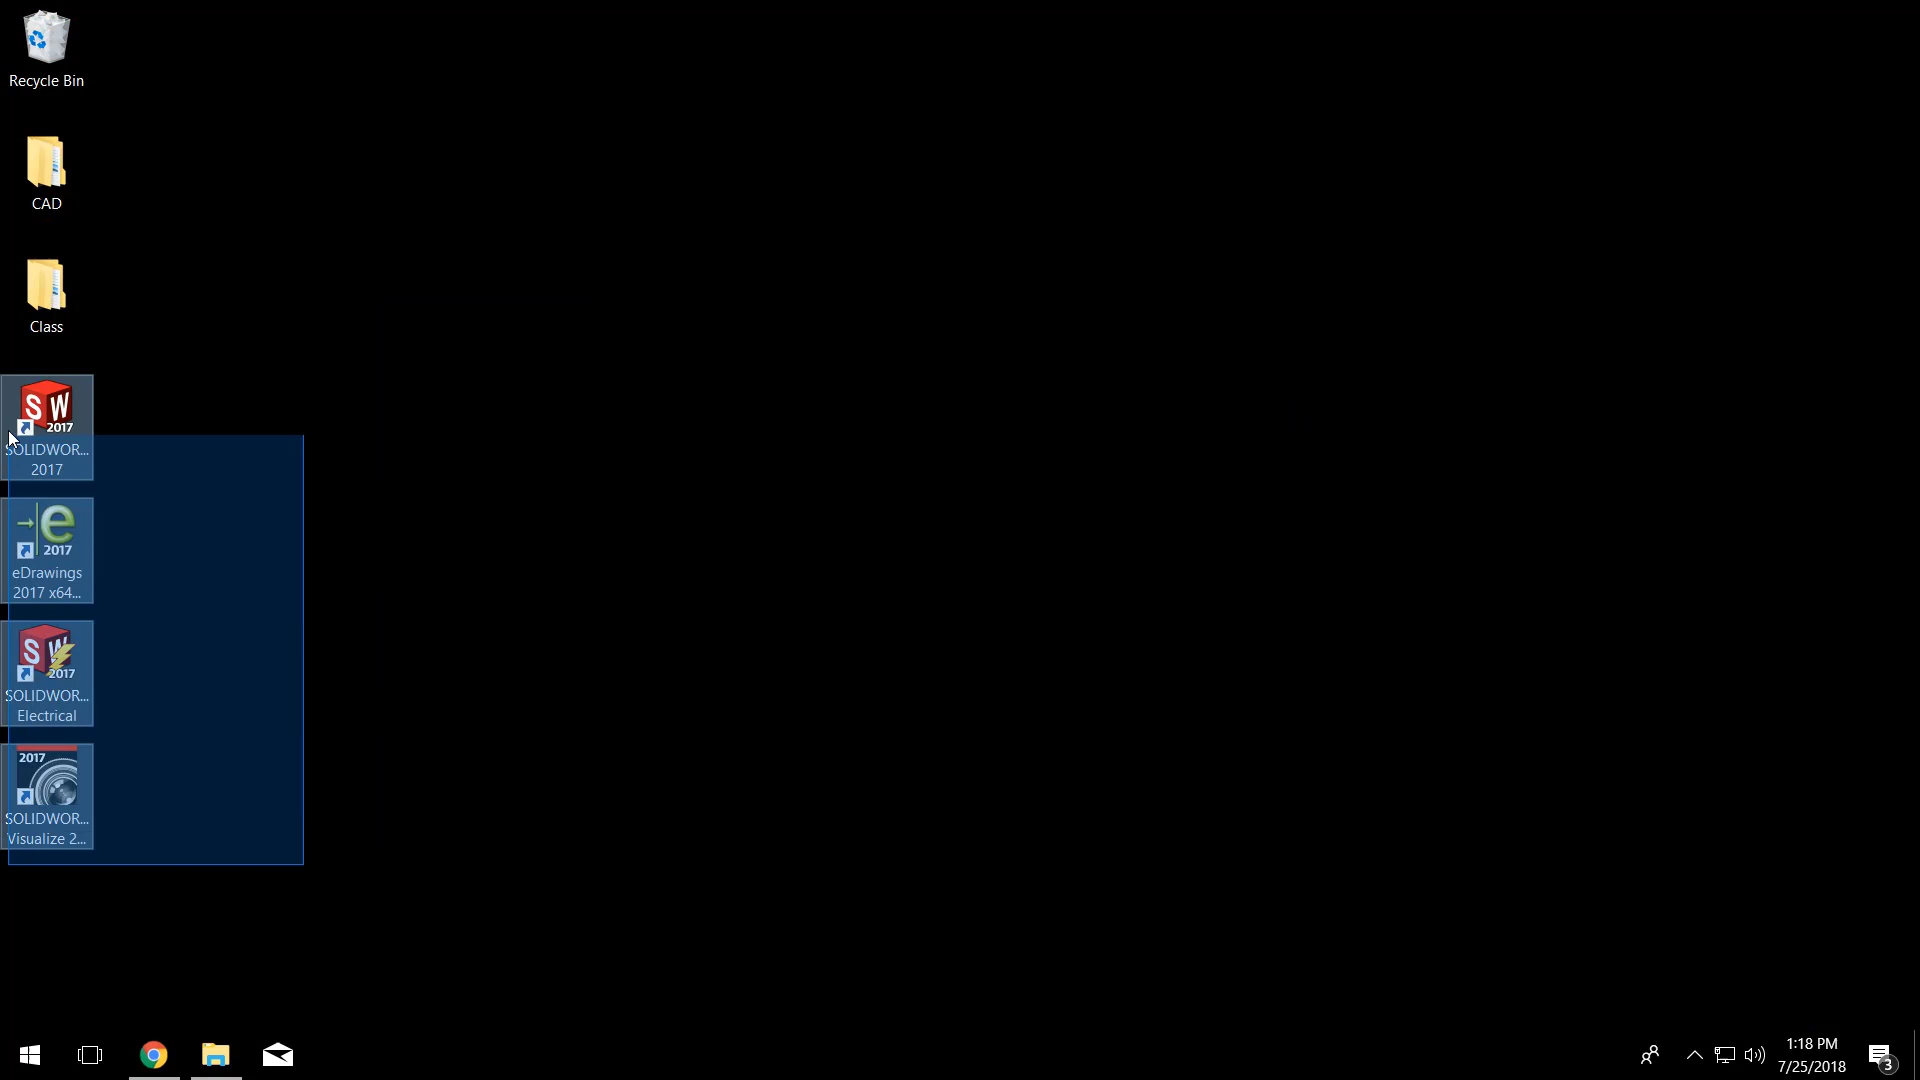 Recycle Bin
CAD
Class
SW
2017
SOLIDWOR...
2017
e
2017
eDrawings
2017 x64...
SW
2017
SOLIDWOR...
Electrical
2017
SOLIDWOR...
Visualize 2...
1:18 PM
7/25/2018
3